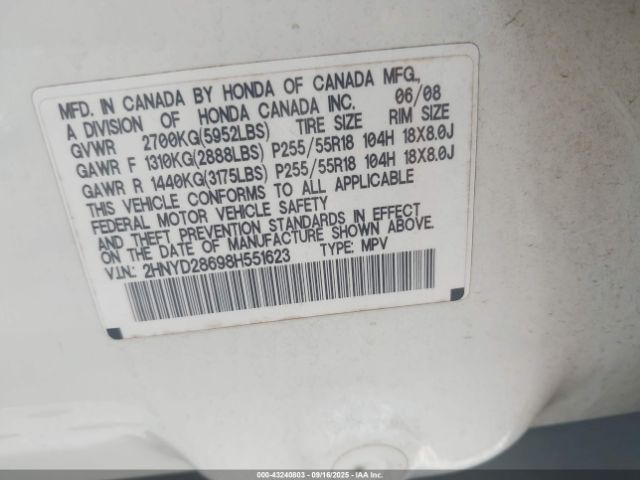 MFD. IN CANADA BY HONDA OF CANADA MFG.,
A DIVISION OF HONDA CANADA INC. 06/08
GVWR 2700KG(5952LBS) TIRE SIZE RIM SIZE
GAWR F 1310KG(2888LBS) P255/55R18 104H 18X8.0J
GAWR R 1440KG(3175LBS) P255/55R18 104H 18X8.0J
THIS VEHICLE CONFORMS TO ALL APPLICABLE
FEDERAL MOTOR VEHICLE SAFETY
AND THEFT PREVENTION STANDARDS IN EFFECT
ON THE DATE OF MANUFACTURE SHOWN ABOVE.
V.I.N.: 2HNYD28698H551623 TYPE: MPV
000-43240803 - 09/16/2025 - IAA Inc.